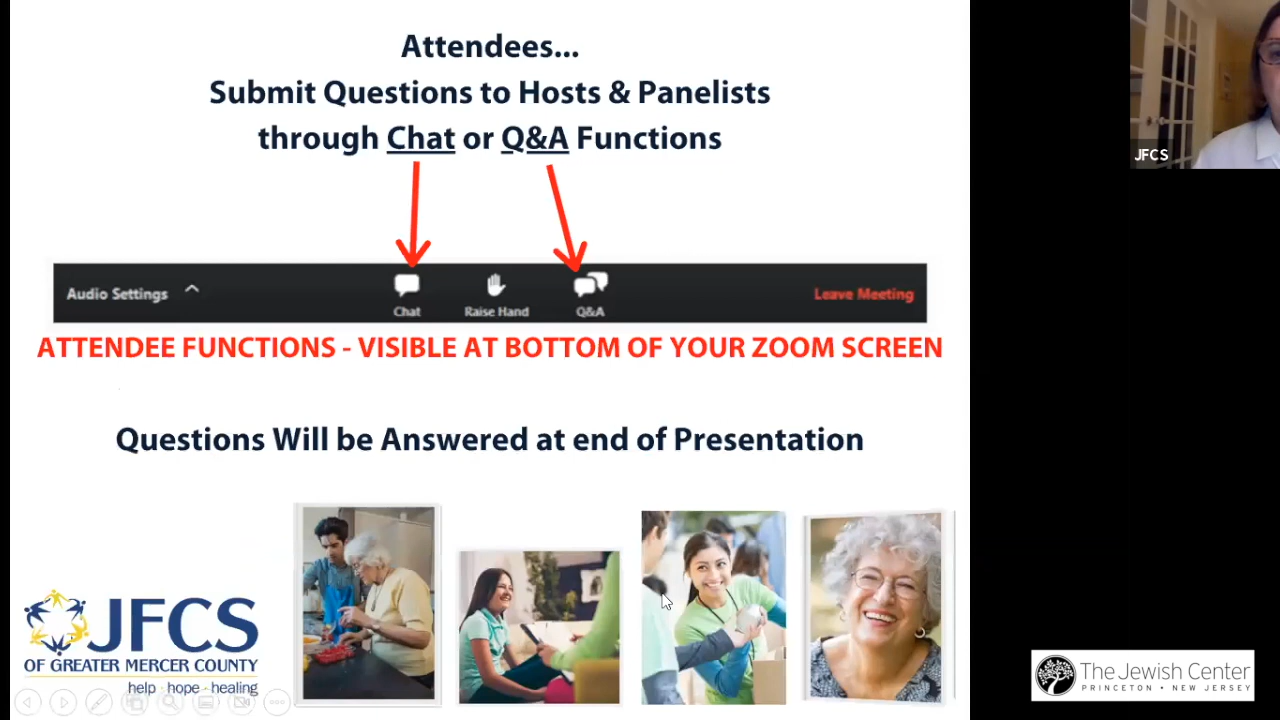 Attendees...
Submit Questions to Hosts & Panelists
through Chat or Q&A Functions
JFCS
Audio Settings
Chat
Raise Hand
Q&A
Leave Meeting
ATTENDEE FUNCTIONS - VISIBLE AT BOTTOM OF YOUR ZOOM SCREEN
Questions Will be Answered at end of Presentation
JFCS
OF GREATER MERCER COUNTY
help · hope · healing
The Jewish Center
PRINCETON • NEW JERSEY